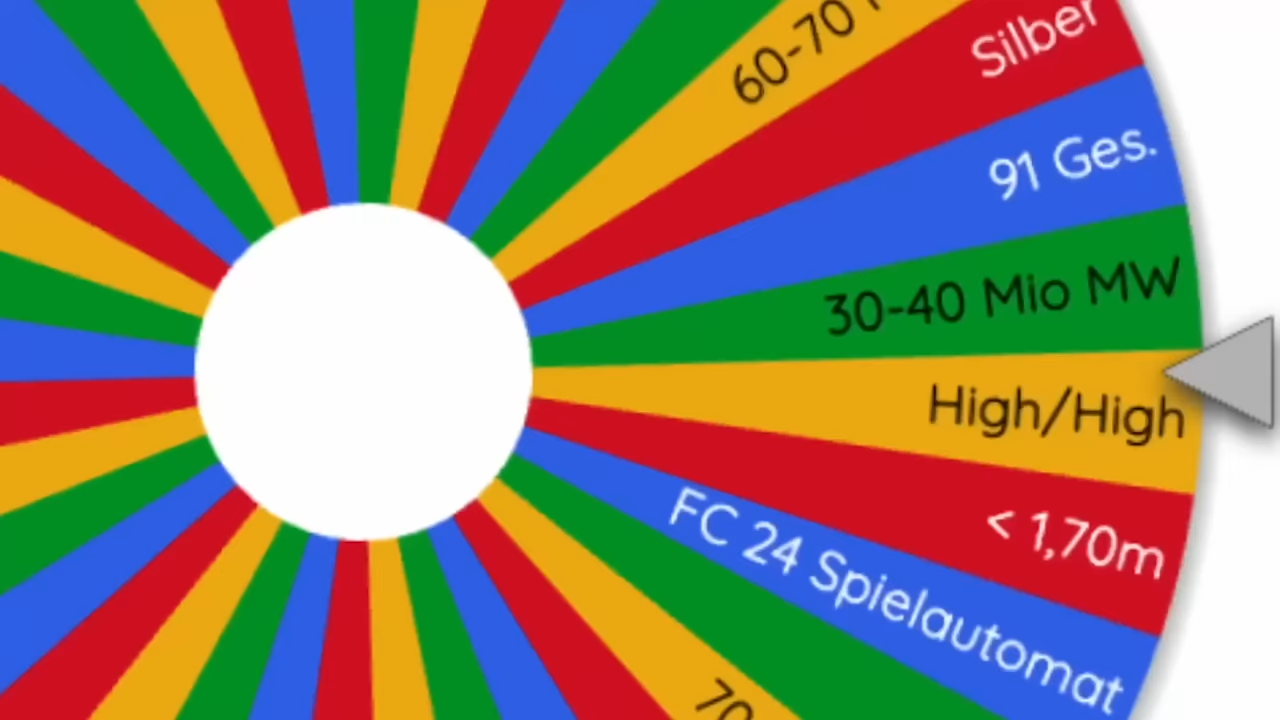 60-70
Silber
91 Ges.
30-40 Mio MW
High/High
< 1,70m
FC 24 Spielautomat
70